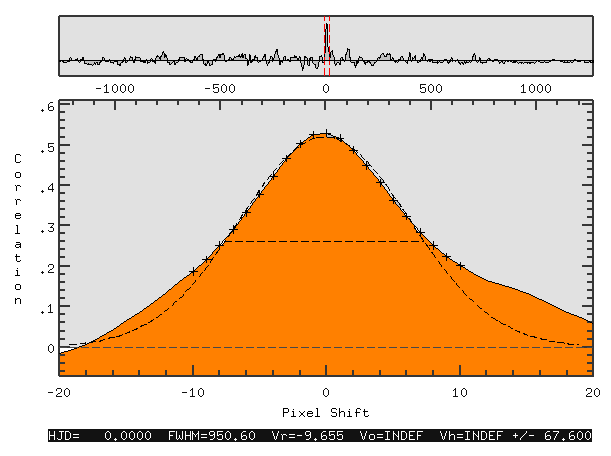 -1000 -500 0 500 1000
.6
.5
.4
.3
.2
.1
0
Correlation
-20 -10 0 10 20
Pixel Shift
HJD= 0.0000 FWHM=950.60 Vr=-9.655 Vo=INDEF Vh=INDEF +/- 67.600